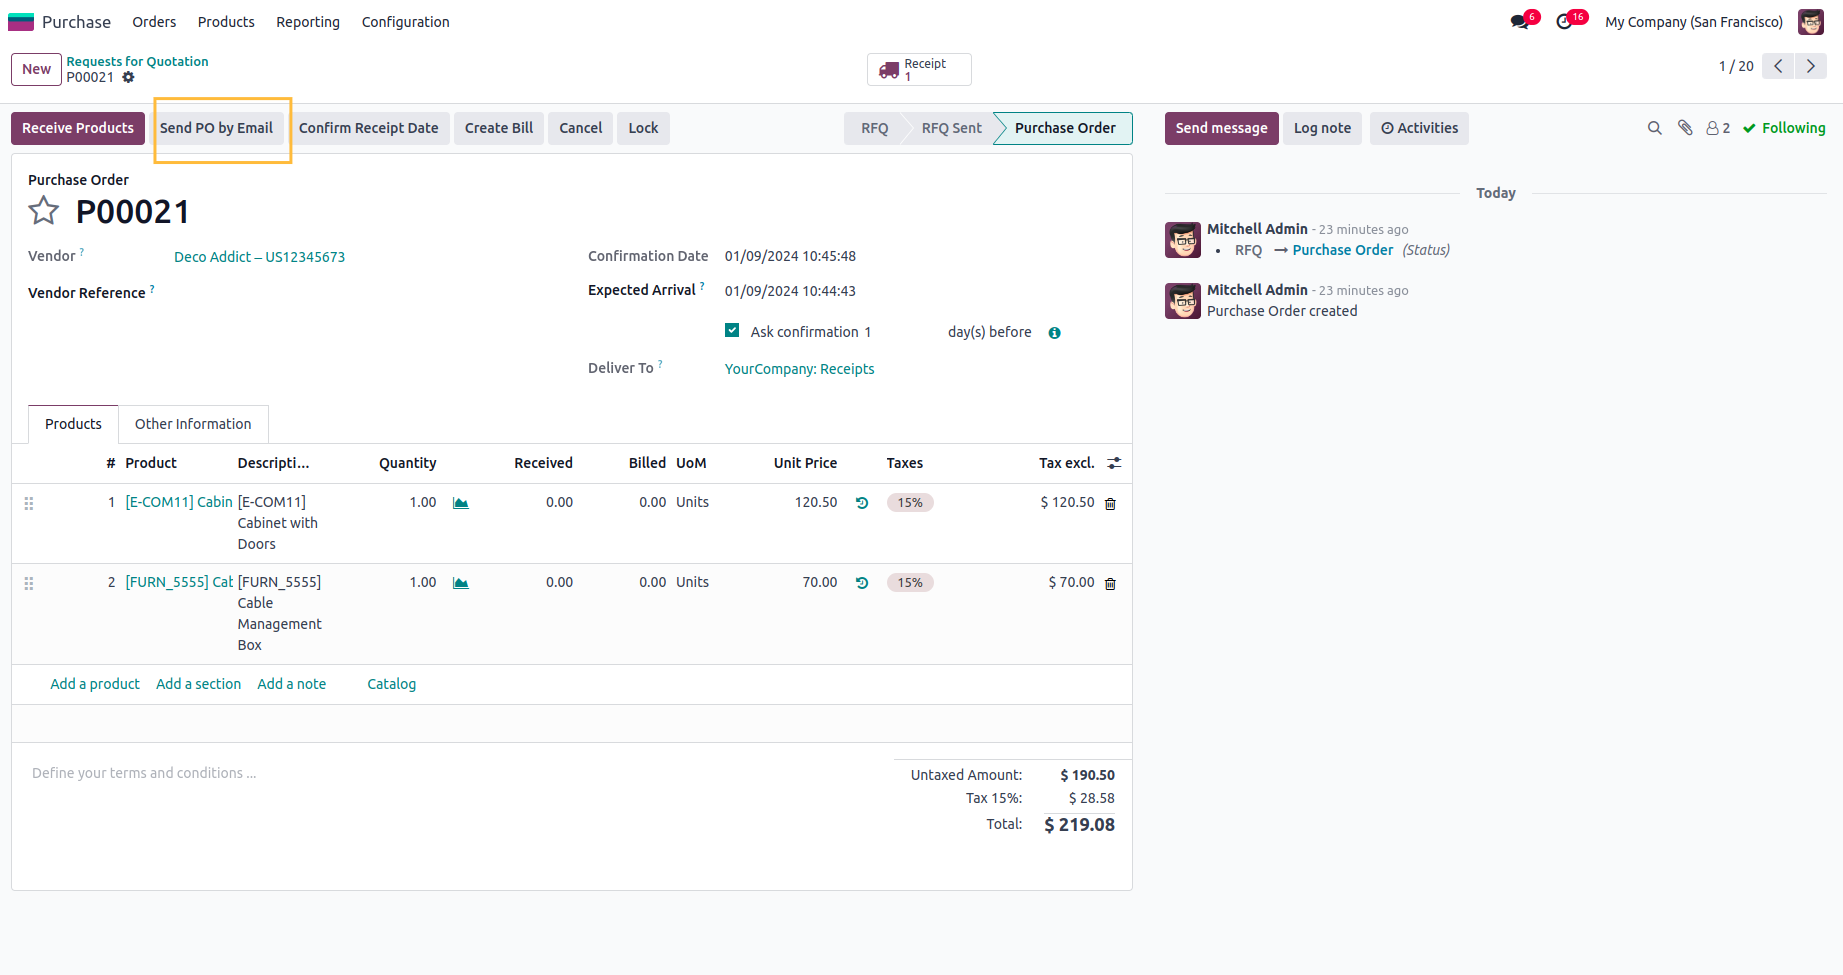 Purchase Orders Products Reporting Configuration 6 16 My Company (San Francisco)
New Requests for Quotation
P00021
Receipt
1
1 / 20
Receive Products Send PO by Email Confirm Receipt Date Create Bill Cancel Lock RFQ RFQ Sent Purchase Order
Send message Log note Activities 2 Following
Purchase Order
P00021
Vendor ? Deco Addict – US12345673
Vendor Reference ?
Confirmation Date 01/09/2024 10:45:48
Expected Arrival ? 01/09/2024 10:44:43
Ask confirmation 1 day(s) before
Deliver To ? YourCompany: Receipts
Products Other Information
# Product Descripti... Quantity Received Billed UoM Unit Price Taxes Tax excl.
1 [E-COM11] Cabin [E-COM11] 1.00 0.00 0.00 Units 120.50 15% $ 120.50
Cabinet with
Doors
2 [FURN_5555] Cab [FURN_5555] 1.00 0.00 0.00 Units 70.00 15% $ 70.00
Cable
Management
Box
Add a product Add a section Add a note Catalog
Define your terms and conditions ...
Untaxed Amount: $ 190.50
Tax 15%: $ 28.58
Total: $ 219.08
Today
Mitchell Admin - 23 minutes ago
• RFQ → Purchase Order (Status)
Mitchell Admin - 23 minutes ago
Purchase Order created